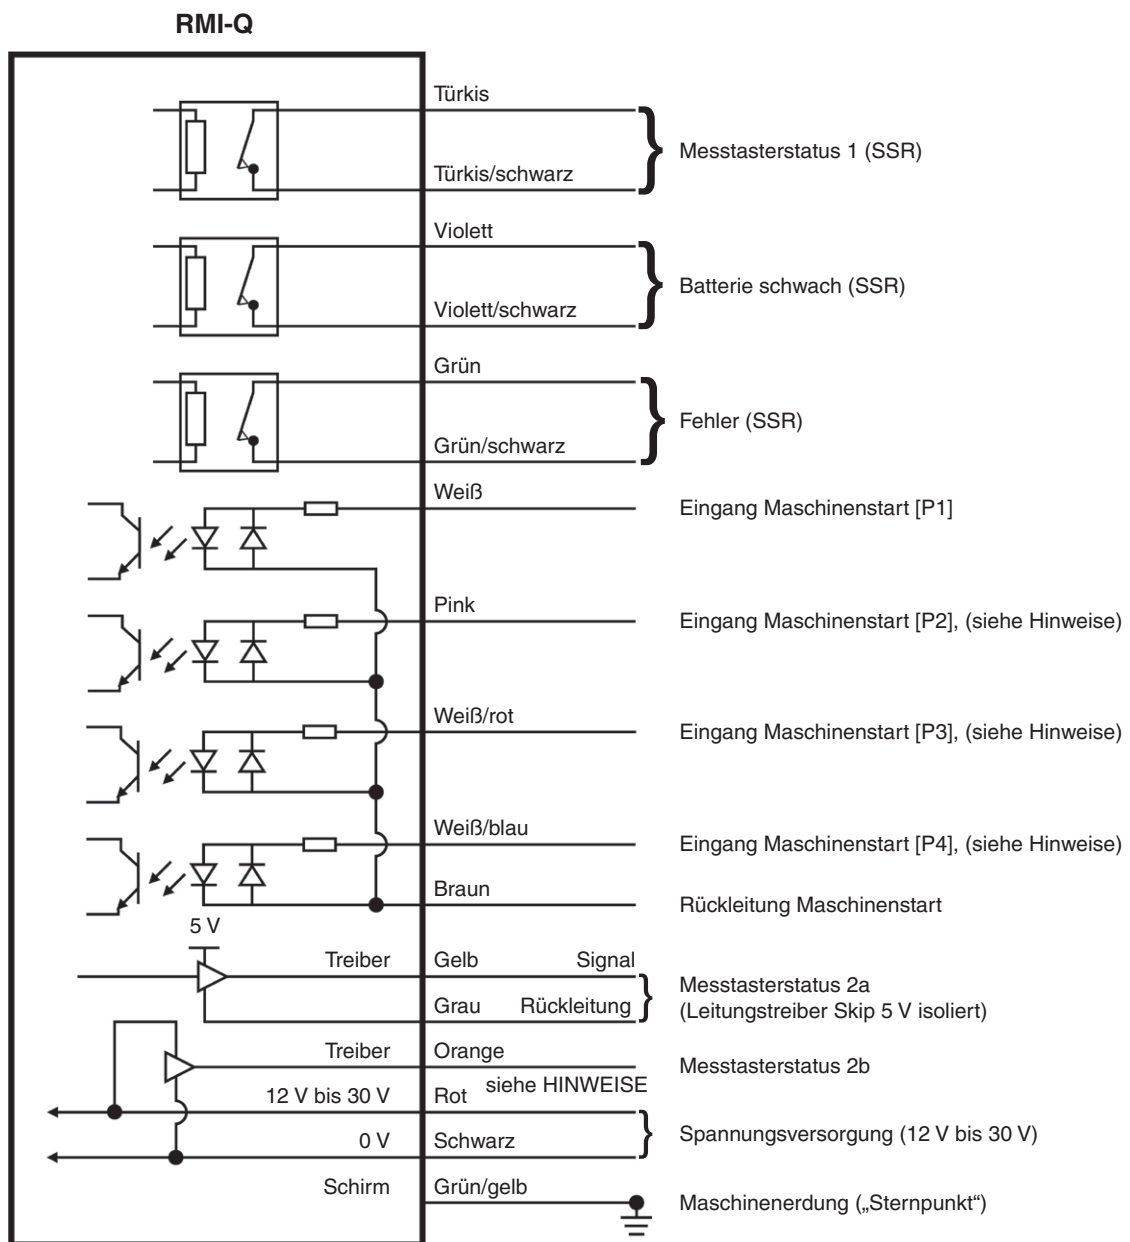 RMI-Q
Türkis
Messtasterstatus 1 (SSR)
Türkis/schwarz
Violett
Batterie schwach (SSR)
Violett/schwarz
Grün
Fehler (SSR)
Grün/schwarz
Weiß
Eingang Maschinenstart [P1]
Pink
Eingang Maschinenstart [P2], (siehe Hinweise)
Weiß/rot
Eingang Maschinenstart [P3], (siehe Hinweise)
Weiß/blau
Eingang Maschinenstart [P4], (siehe Hinweise)
Braun
Rückleitung Maschinenstart
5 V
Treiber Gelb Signal
Messtasterstatus 2a
Grau Rückleitung
(Leitungstreiber Skip 5 V isoliert)
Treiber Orange
Messtasterstatus 2b
siehe HINWEISE
12 V bis 30 V Rot
Spannungsversorgung (12 V bis 30 V)
0 V Schwarz
Schirm Grün/gelb
Maschinenerdung („Sternpunkt“)